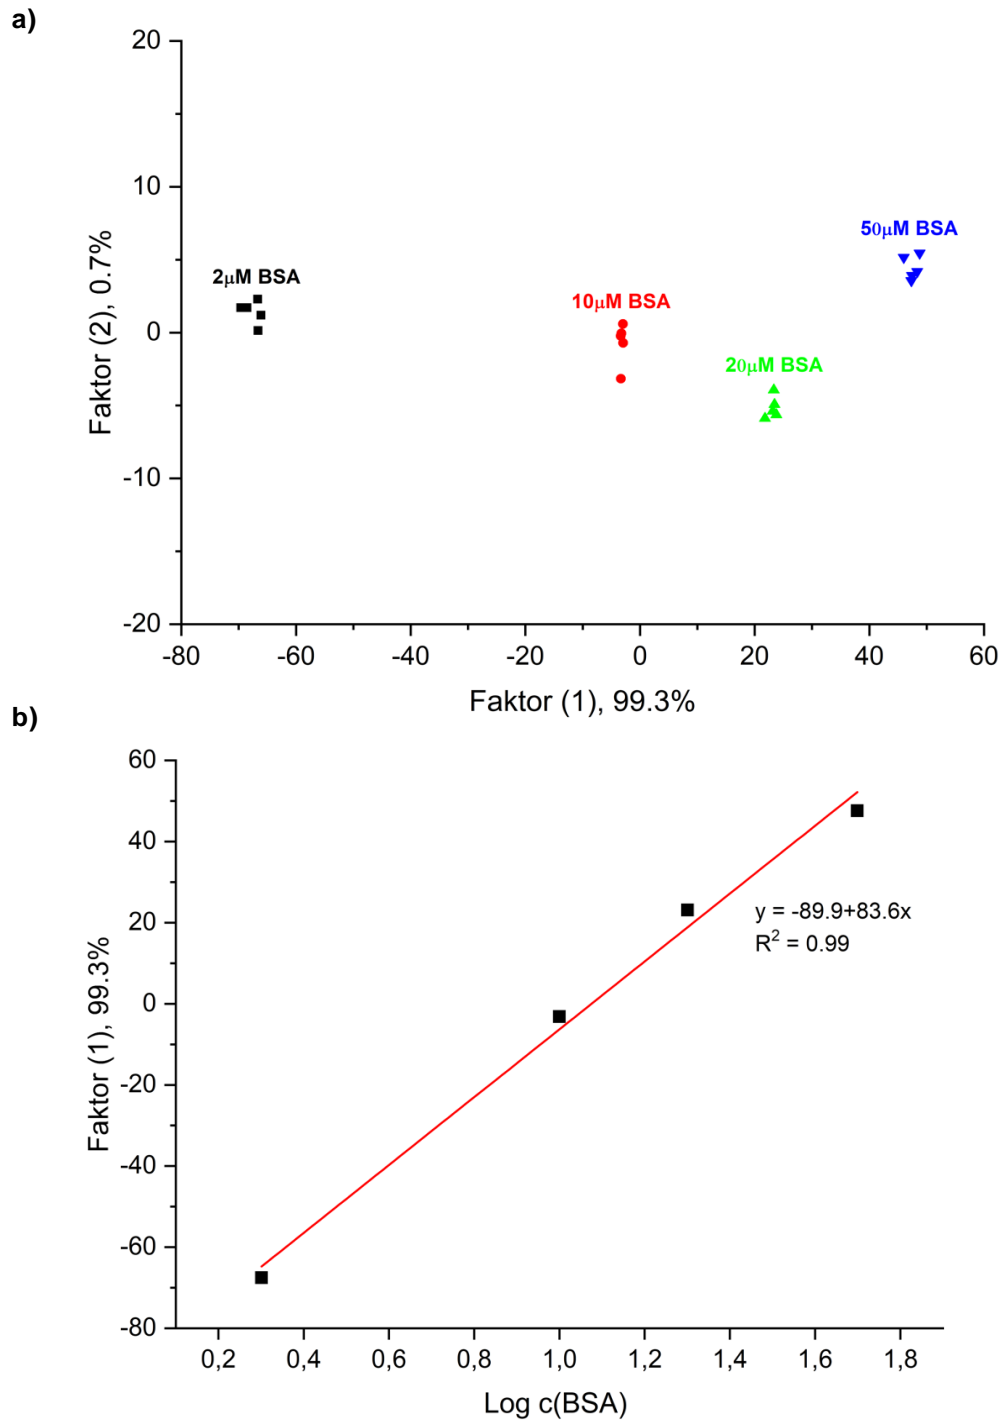 a)
20
10
0
-10
-20
Faktor (2), 0.7%
2μM BSA
10μM BSA
20μM BSA
50μM BSA
-80 -60 -40 -20 0 20 40 60
Faktor (1), 99.3%
b)
60
40
20
0
-20
-40
-60
-80
Faktor (1), 99.3%
y = -89.9+83.6x
R² = 0.99
0,2 0,4 0,6 0,8 1,0 1,2 1,4 1,6 1,8
Log c(BSA)